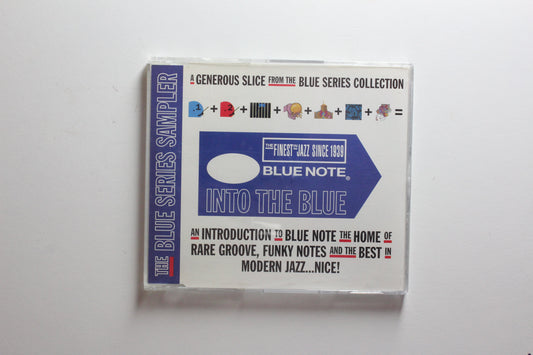 THE BLUE SERIES SAMPLER
A GENEROUS SLICE FROM THE BLUE SERIES COLLECTION
+ + + + + + =
THE FINEST IN JAZZ SINCE 1939
BLUE NOTE®
INTO THE BLUE
AN INTRODUCTION TO BLUE NOTE THE HOME OF
RARE GROOVE, FUNKY NOTES AND THE BEST IN
MODERN JAZZ...NICE!